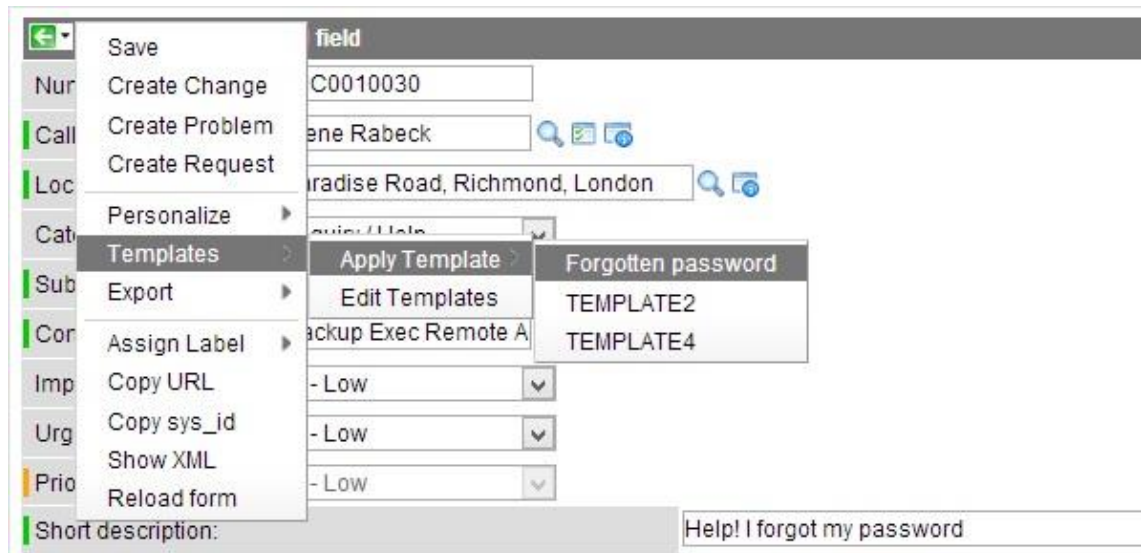 field
Save
Nur C0010030
Create Change
Create Problem
Call ene Rabeck
Create Request
Loc aradise Road, Richmond, London
Personalize
Cat
Templates Apply Template Forgotten password
Sub Export Edit Templates TEMPLATE2
Cor Assign Label ackup Exec Remote A TEMPLATE4
Imp Copy URL - Low
Copy sys_id
Urg - Low
Show XML
Prio - Low
Reload form
Short description: Help! I forgot my password